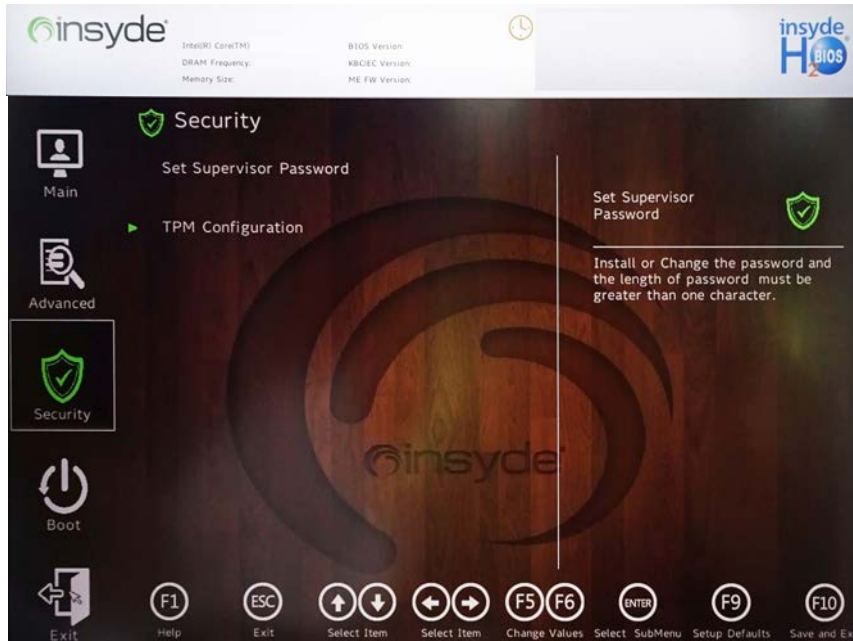 insyde
Intel(R) Core(TM)
DRAM Frequency:
Memory Size:
BIOS Version:
KBC/EC Version:
ME FW Version:
insyde
H2O
BIOS
Main
Advanced
Security
Boot
Exit
Security
Set Supervisor Password
TPM Configuration
Set Supervisor
Password
Install or Change the password and
the length of password must be
greater than one character.
insyde
F1
Help
ESC
Exit
Select Item
Select Item
F5 F6
Change Values
ENTER
Select SubMenu
F9
Setup Defaults
F10
Save and Ex